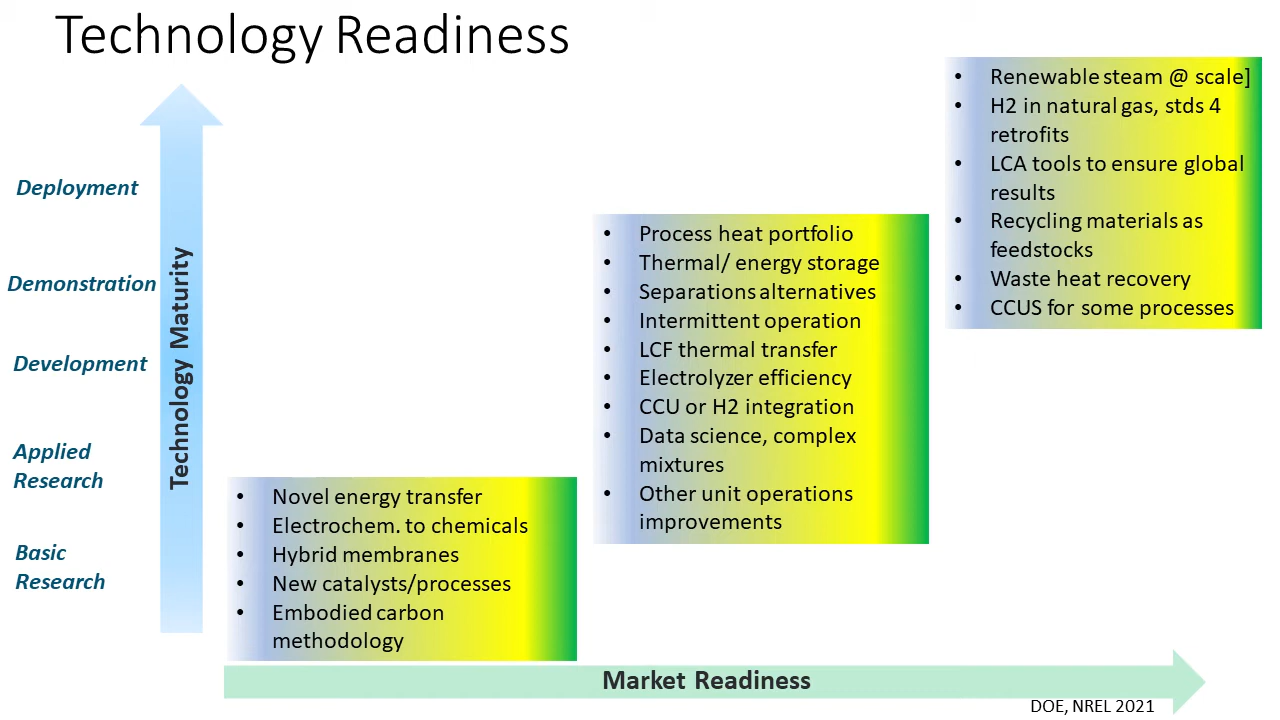 Technology Readiness
Deployment
Demonstration
Development
Applied
Research
Basic
Research
Technology Maturity
• Novel energy transfer
• Electrochem. to chemicals
• Hybrid membranes
• New catalysts/processes
• Embodied carbon
methodology
• Process heat portfolio
• Thermal/ energy storage
• Separations alternatives
• Intermittent operation
• LCF thermal transfer
• Electrolyzer efficiency
• CCU or H2 integration
• Data science, complex
mixtures
• Other unit operations
improvements
• Renewable steam @ scale]
• H2 in natural gas, stds 4
retrofits
• LCA tools to ensure global
results
• Recycling materials as
feedstocks
• Waste heat recovery
• CCUS for some processes
Market Readiness
DOE, NREL 2021